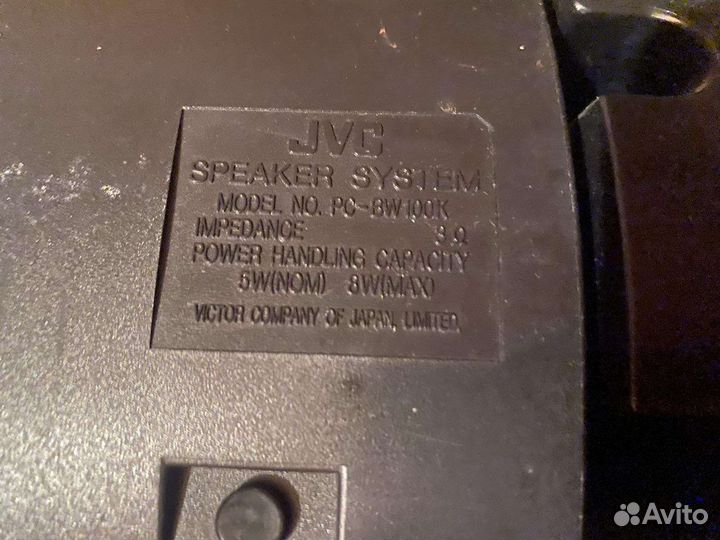 JVC
SPEAKER SYSTEM
MODEL NO. PC-BW100K
IMPEDANCE 3 Ω
POWER HANDLING CAPACITY
5W(NOM) 8W(MAX)
VICTOR COMPANY OF JAPAN, LIMITED.
Avito